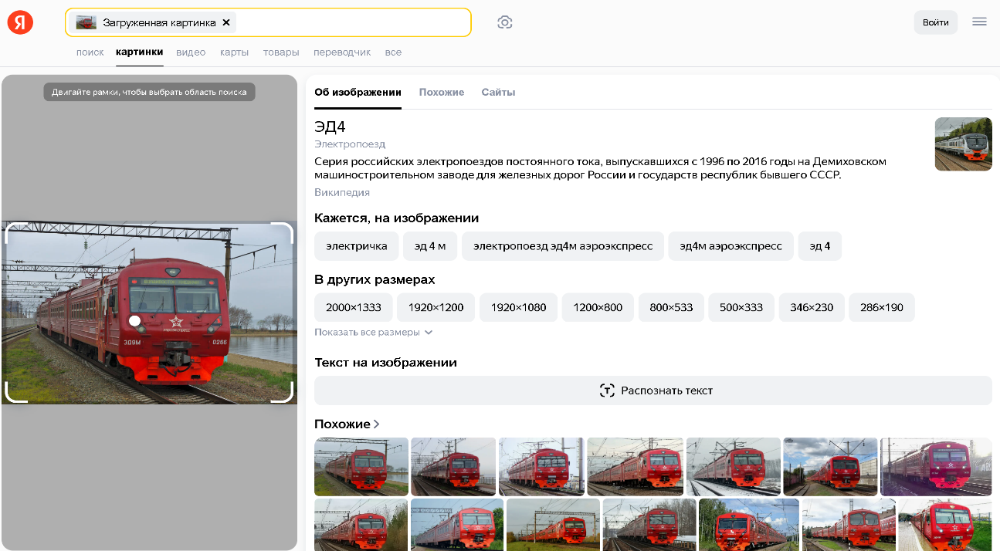 Я
Загруженная картинка ×
Войти
поиск картинки видео карты товары переводчик все
Двигайте рамки, чтобы выбрать область поиска
Об изображении Похожие Сайты
ЭД4
Электропоезд
Серия российских электропоездов постоянного тока, выпускавшихся с 1996 по 2016 годы на Демиховском
машиностроительном заводе для железных дорог России и государств республик бывшего СССР.
Википедия
Кажется, на изображении
электричка эд 4 м электропоезд эд4м аэроэкспресс эд4м аэроэкспресс эд 4
В других размерах
2000×1333 1920×1200 1920×1080 1200×800 800×533 500×333 346×230 286×190
Показать все размеры
аэроэкспресс
ЭД9М 0266
Текст на изображении
Распознать текст
Похожие